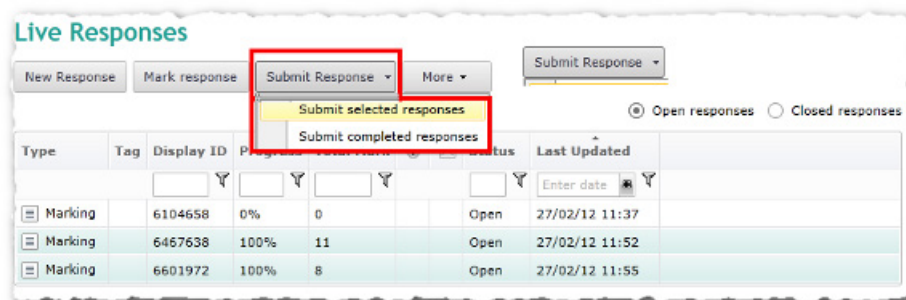 Live Responses
New Response Mark response Submit Response More Submit Response
Submit selected responses Open responses Closed responses
Submit completed responses
Type Tag Display ID Progress Total Mark Status Last Updated
Enter date
Marking 6104658 0% 0 Open 27/02/12 11:37
Marking 6467638 100% 11 Open 27/02/12 11:52
Marking 6601972 100% 8 Open 27/02/12 11:55